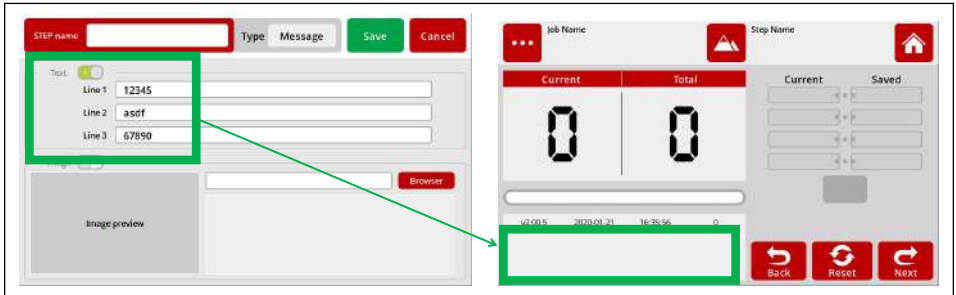 STEP name Type Message Save Cancel
Text
Line 1 12345
Line 2 asdf
Line 3 67890
Image
Browser
Image preview
Job Name Step Name
Current Total
0 0
Current Saved
v2.00.5 2020-01-21 16:35:56 0
Back Reset Next